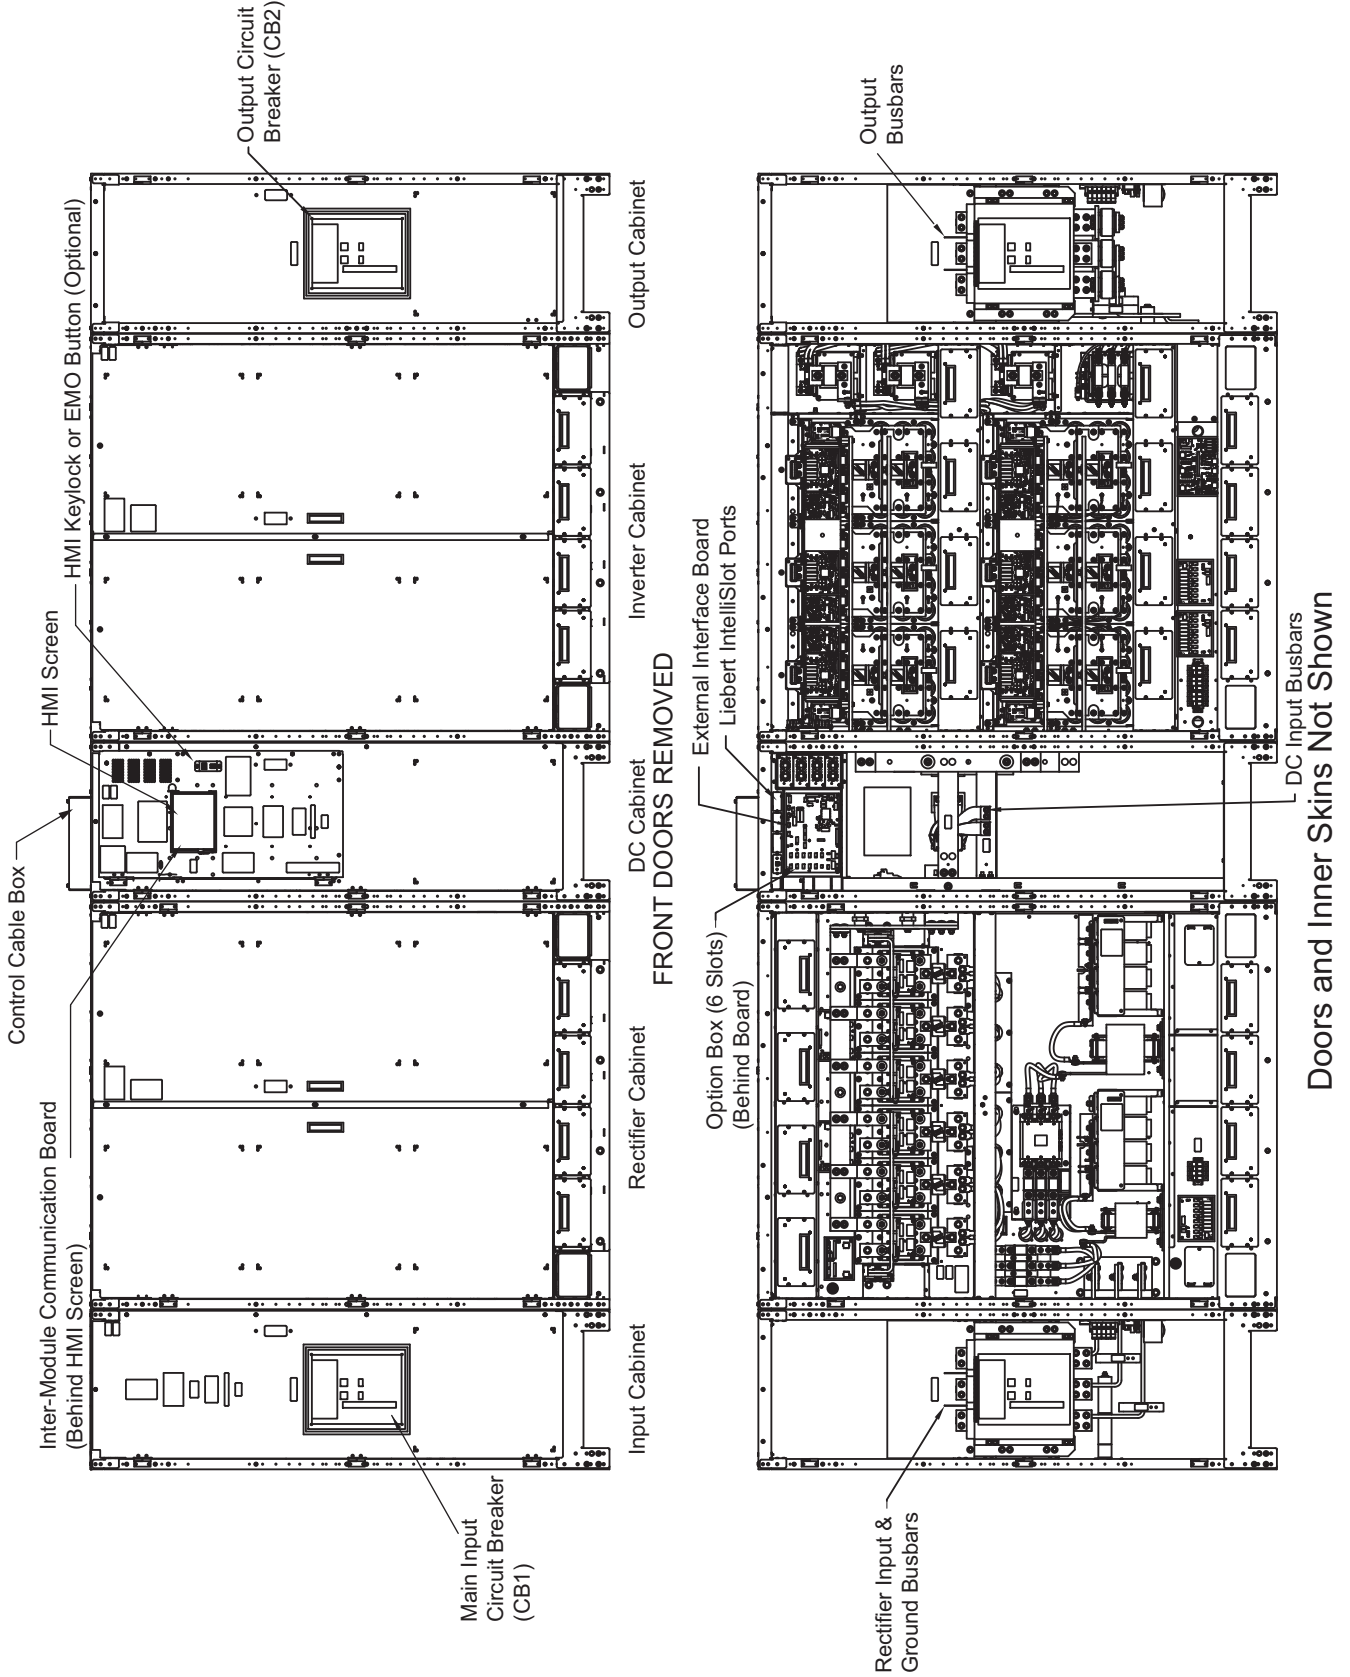 Control Cable Box
Inter-Module Communication Board
(Behind HMI Screen)
HMI Screen
HMI Keylock or EMO Button (Optional)
Output Circuit
Breaker (CB2)
Main Input
Circuit Breaker
(CB1)
Input Cabinet
Rectifier Cabinet
DC Cabinet
Inverter Cabinet
Output Cabinet
FRONT DOORS REMOVED
Option Box (6 Slots)
(Behind Board)
External Interface Board
Liebert IntelliSlot Ports
Output
Busbars
Rectifier Input &
Ground Busbars
DC Input Busbars
Doors and Inner Skins Not Shown